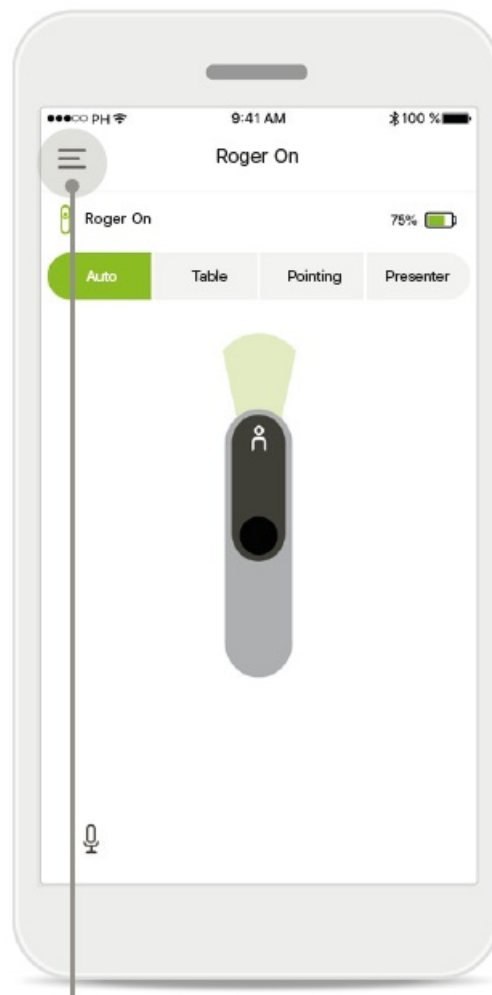 PH 9:41 AM 100 %
Roger On
Roger On 75%
Auto Table Pointing Presenter